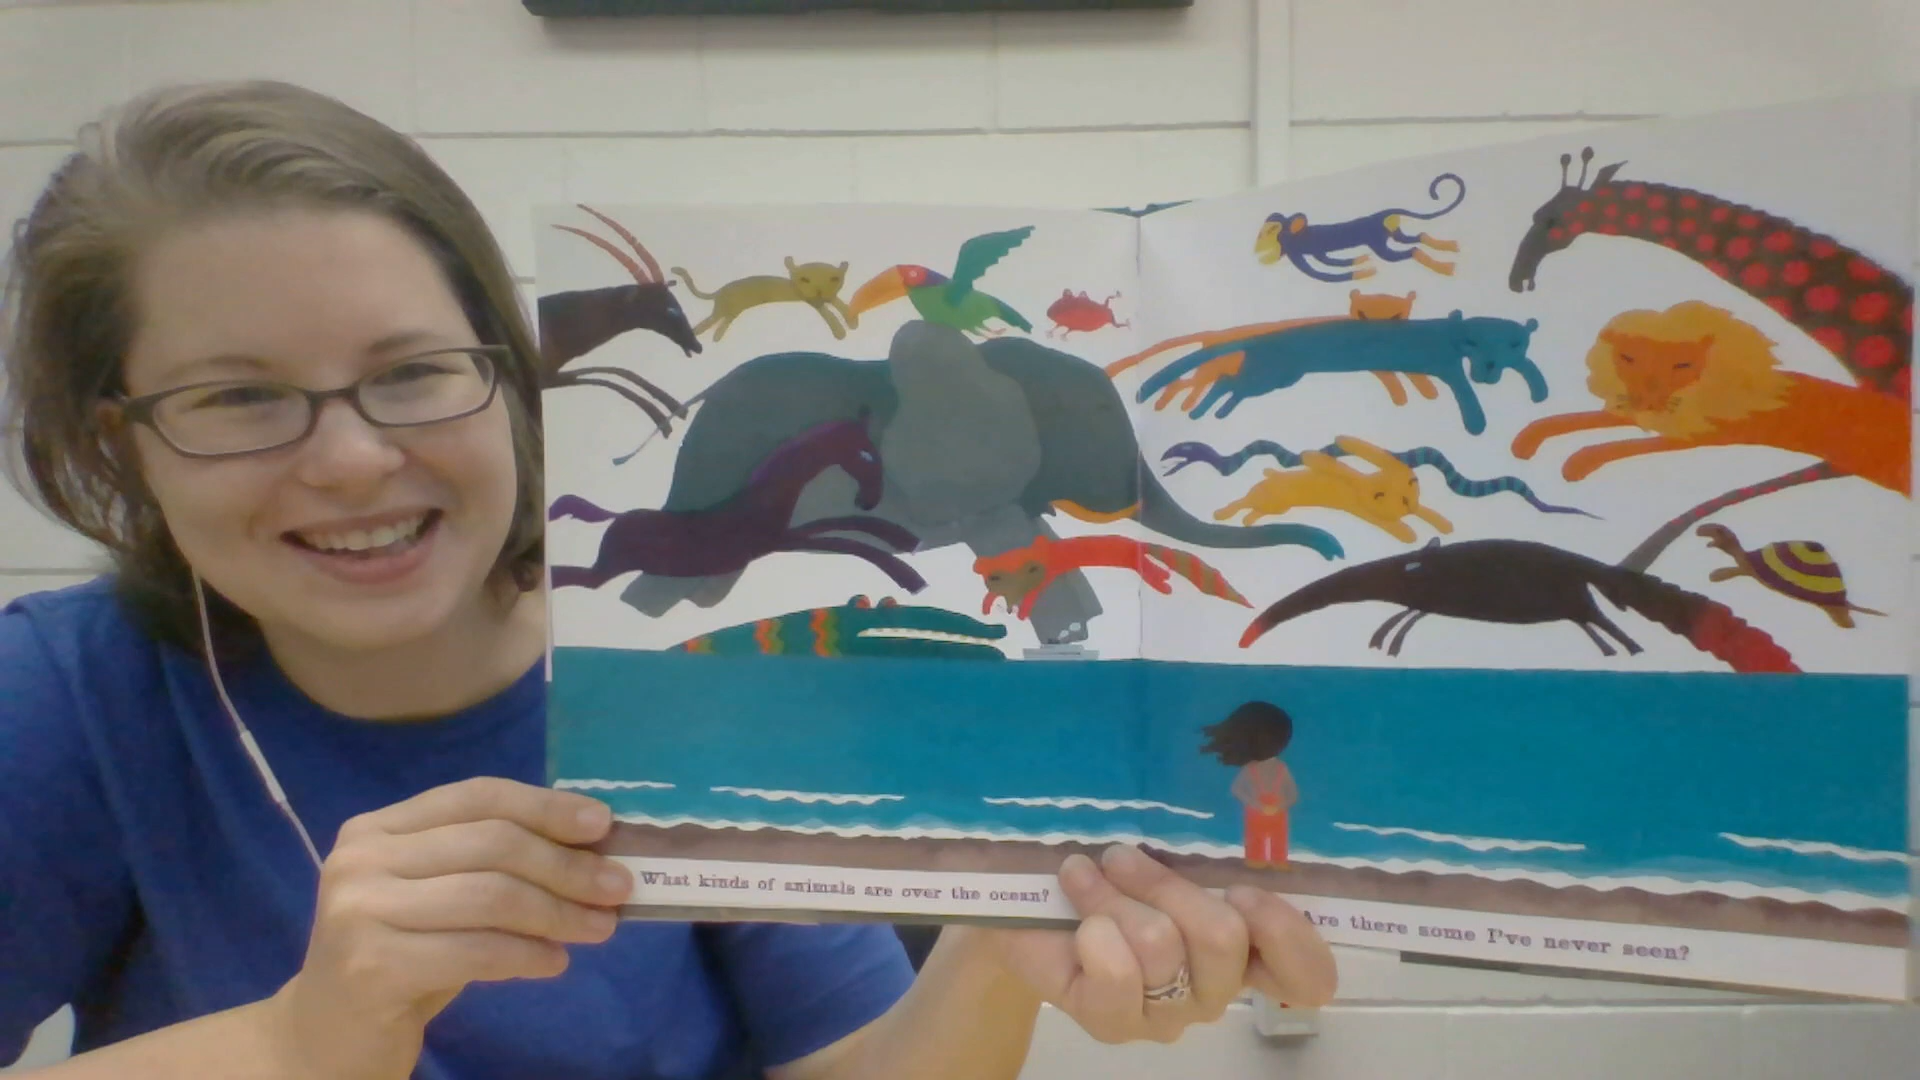 What kinds of animals are over the ocean?
Are there some I've never seen?